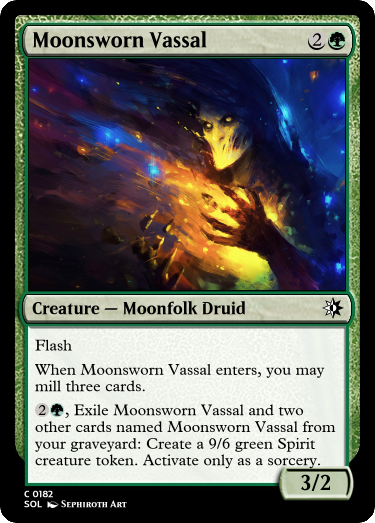 Moonsworn Vassal 2
Creature — Moonfolk Druid
Flash
When Moonsworn Vassal enters, you may
mill three cards.
2, Exile Moonsworn Vassal and two
other cards named Moonsworn Vassal from
your graveyard: Create a 9/6 green Spirit
creature token. Activate only as a sorcery.
3/2
C 0182
SOL Sephiroth Art